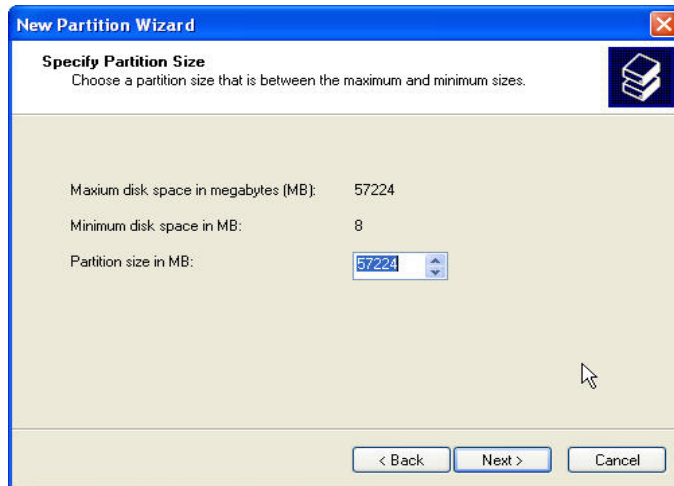 New Partition Wizard
Specify Partition Size
Choose a partition size that is between the maximum and minimum sizes.
Maxium disk space in megabytes (MB): 57224
Minimum disk space in MB: 8
Partition size in MB: 57224
< Back Next > Cancel